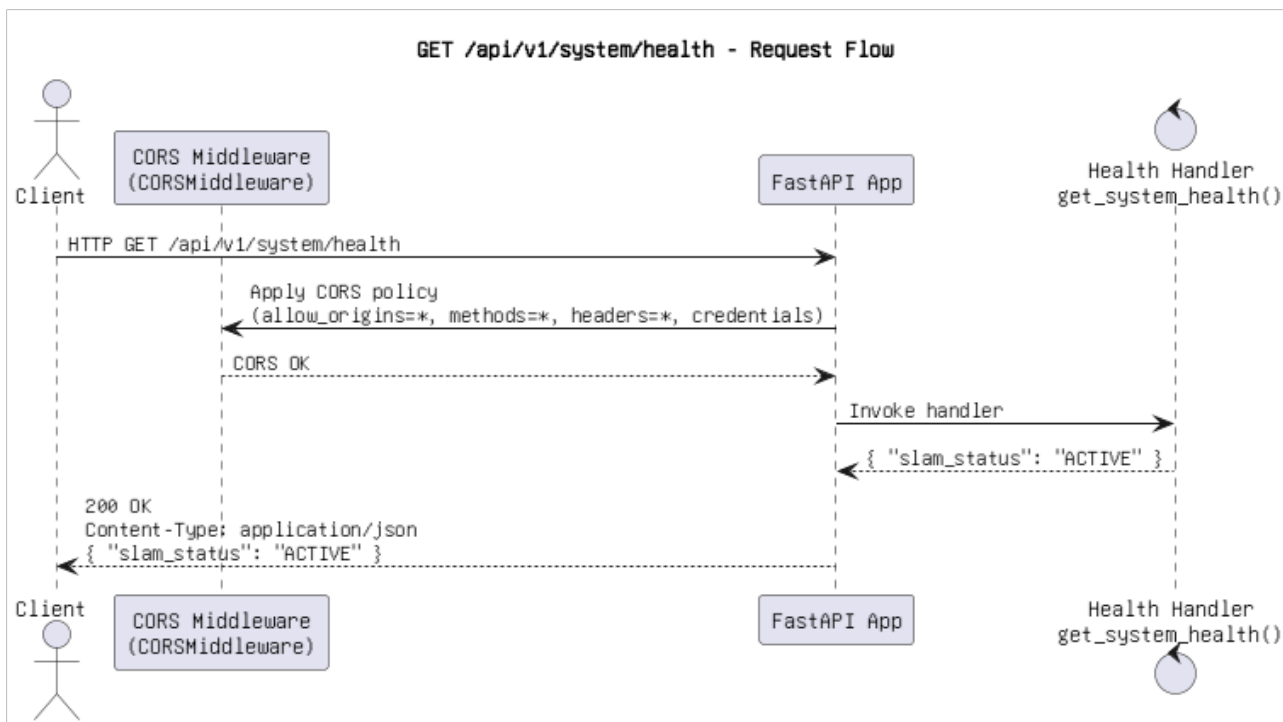 GET /api/v1/system/health - Request Flow
Client
CORS Middleware
(CORSMiddleware)
FastAPI App
Health Handler
get_system_health()
HTTP GET /api/v1/system/health
Apply CORS policy
(allow_origins=*, methods=*, headers=*, credentials)
CORS OK
Invoke handler
{ "slam_status": "ACTIVE" }
200 OK
Content-Type: application/json
{ "slam_status": "ACTIVE" }
Client
CORS Middleware
(CORSMiddleware)
FastAPI App
Health Handler
get_system_health()